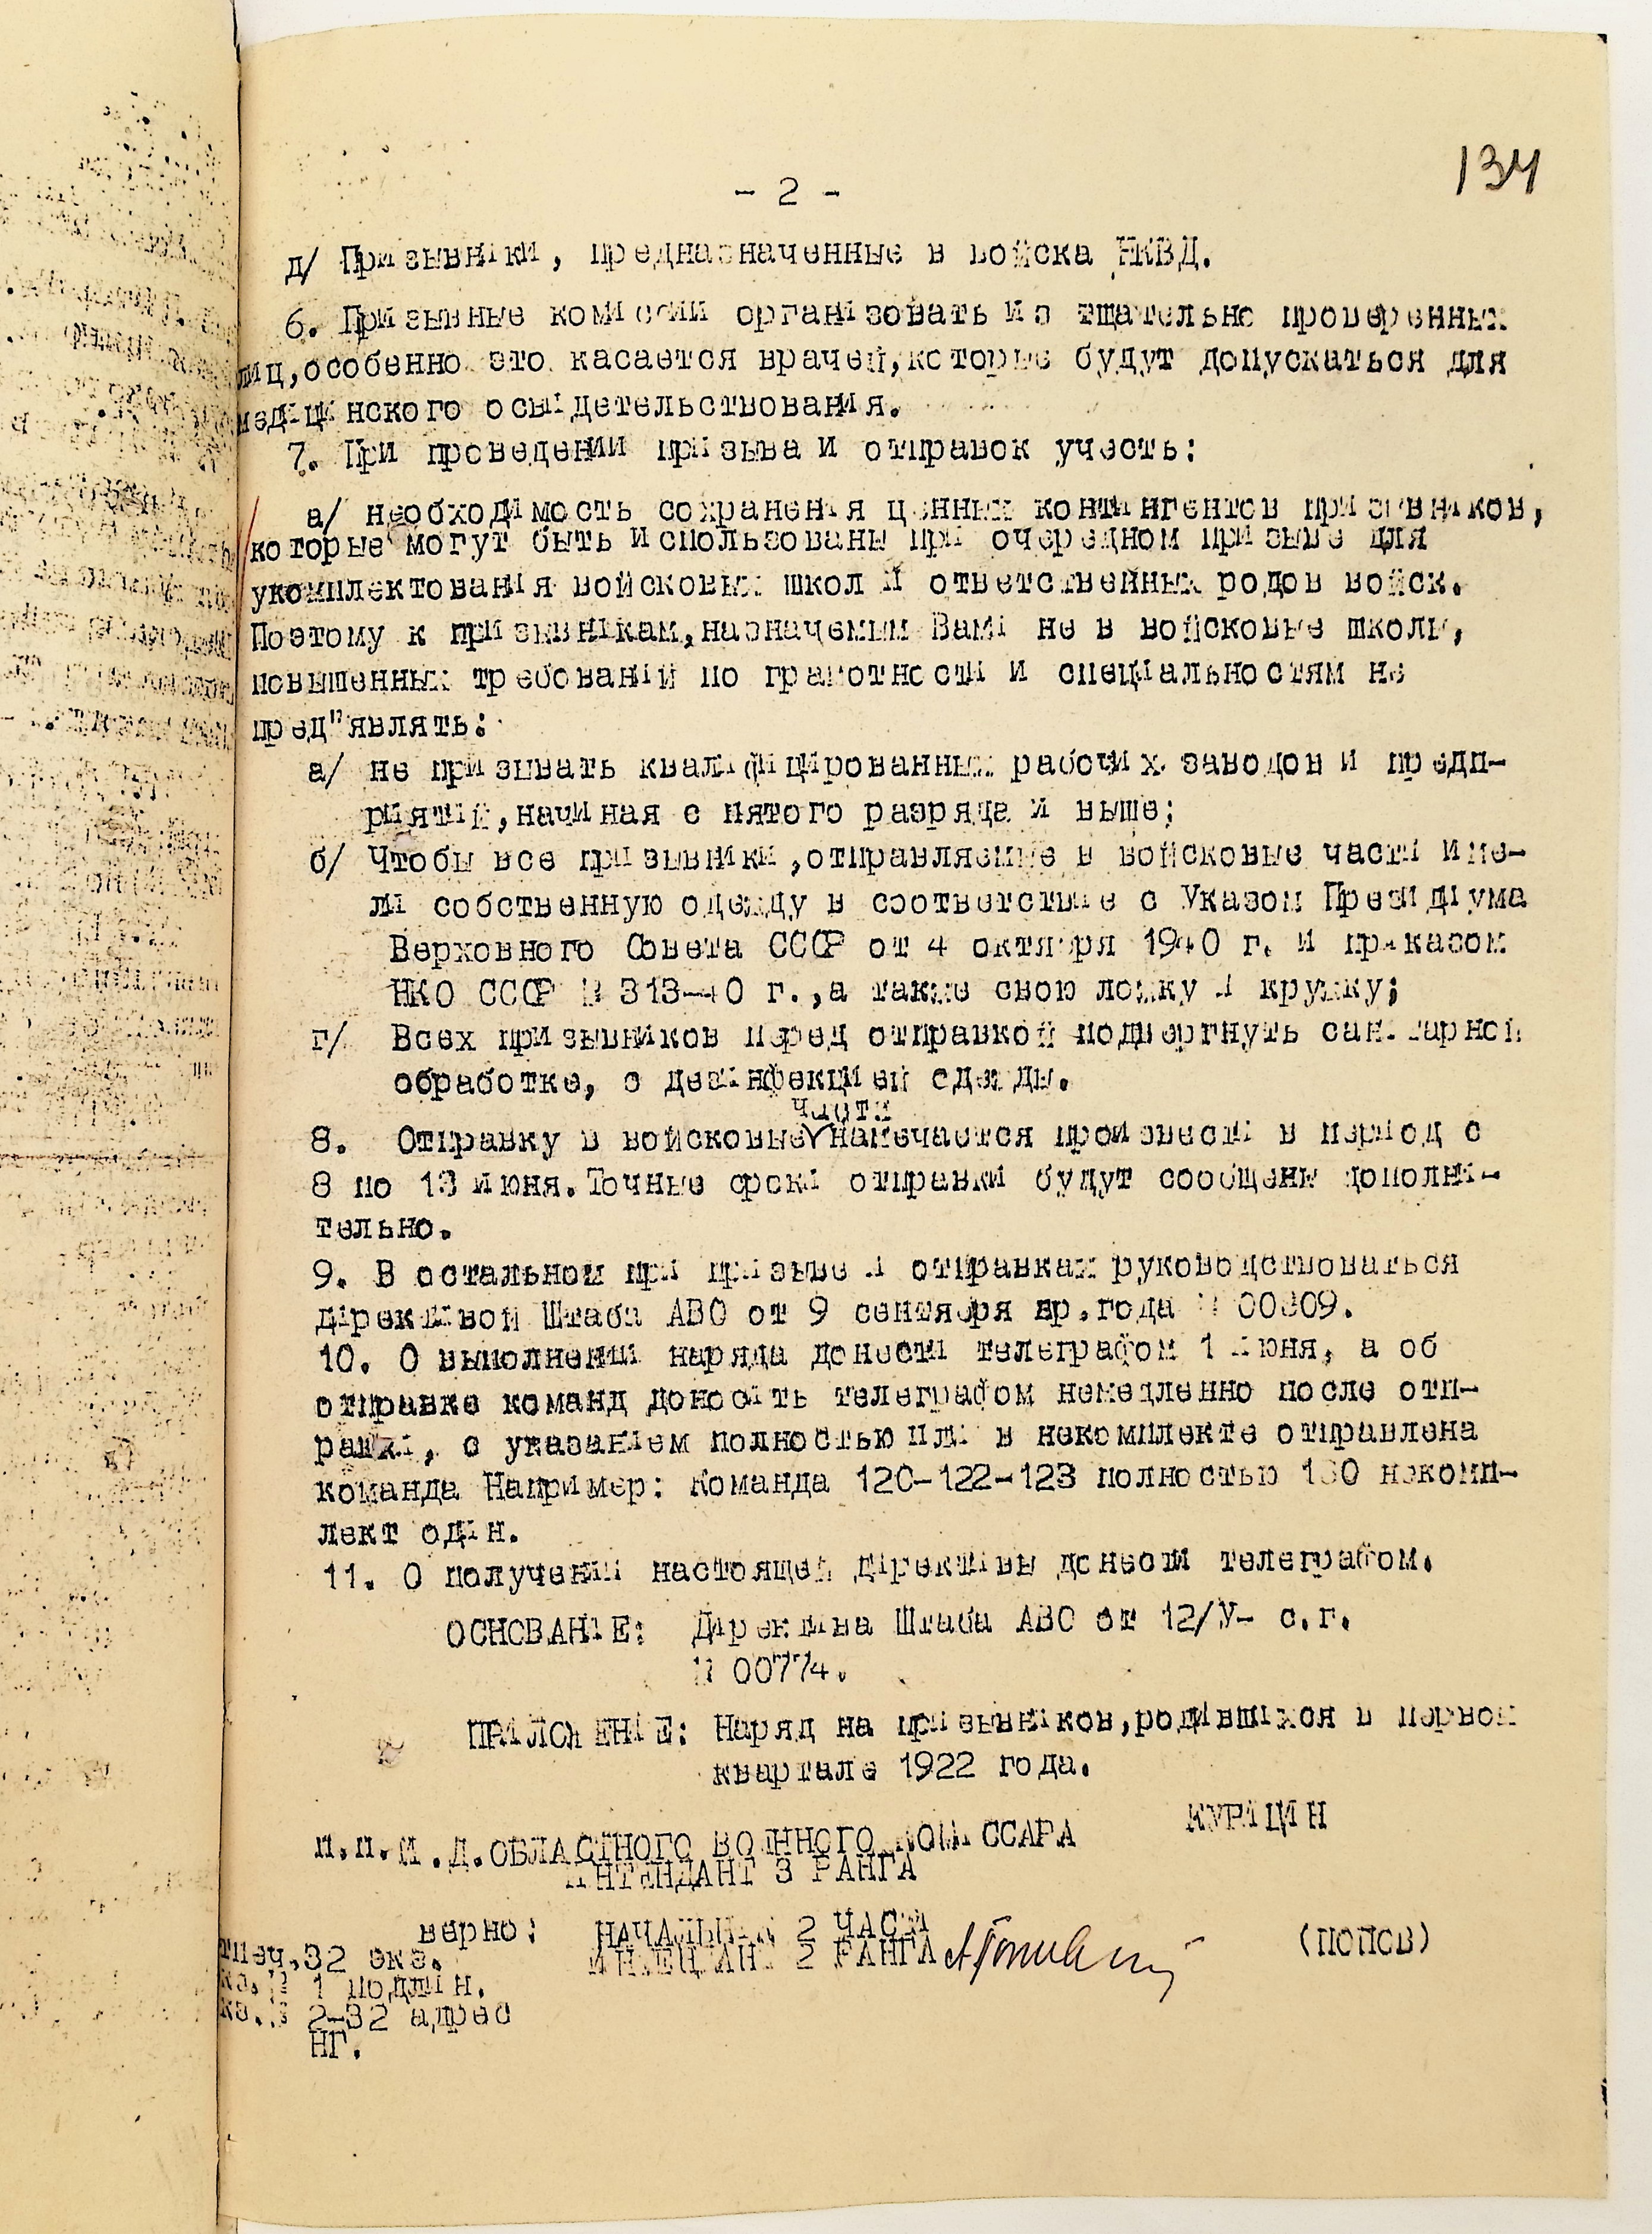 134
- 2 -
д/ Призывники, предназначенные в войска НКВД.
6. Призывные комиссии организовать из тщательно проверенных
лиц,особенно это касается врачей,которые будут допускаться для
медицинского освидетельствования.
7. При проведении призыва и отправок учесть:
а/ необходимость сохранения ценных контингентов призывников,
которые могут быть использованы при очередном призыве для
укомплектования войсковых школ и ответственных родов войск.
Поэтому к призывникам,назначаемым Вами не в войсковые школы,
повышенных требований по грамотности и специальностям не
пред"являть:
а/ не призывать квалифицированных рабочих заводов и предп-
риятий,начиная с пятого разряда и выше;
б/ Чтобы все призывники,отправляемые в войсковые части име-
ли собственную одежду в соответствие с Указом Президиума
Верховного Совета СССР от 4 октября 1940 г. и приказом
НКО СССР № 313-40 г.,а также свою ложку и кружку;
г/ Всех призывников перед отправкой подвергнуть санитарной
обработке, с дезинфекцией одежды.
части
8. Отправку в войсковые намечается произвести в период с
8 по 13 июня.Точные сроки отправки будут сообщены дополни-
тельно.
9. В остальном при призыве и отправках руководствоваться
директивой Штаба АВО от 9 сентября пр.года №
10. О выполнении наряда донести телеграфом 1 июня, а об
отправке команд доносить телеграфом немедленно после отп-
равки, с указанием полностью или в некомплекте отправлена
команда Например: Команда 120-122-123 полностью некомп-
лект один.
11. О получении настоящей директивы донести телеграфом.
ОСНОВАНИЕ: Директива Штаба АВО от 12/У- с.г.
№ 00774.
ПРИЛОЖЕНИЕ: Наряд на призывников,родившихся в первом
квартале 1922 года.
п.п.И.Д.ОБЛАСТНОГО ВОЕННОГО КОМИССАРА КУРИЦИН
ИНТЕНДАНТ 3 РАНГА
верно: НАЧАЛЬНИК 2 ЧАСТИ
ИНТЕНДАНТ 2 РАНГА (ПОПОВ)
тпеч.32 экз.
кз.№ 1 подлин.
кз.№ 2-32 адрес
НГ.